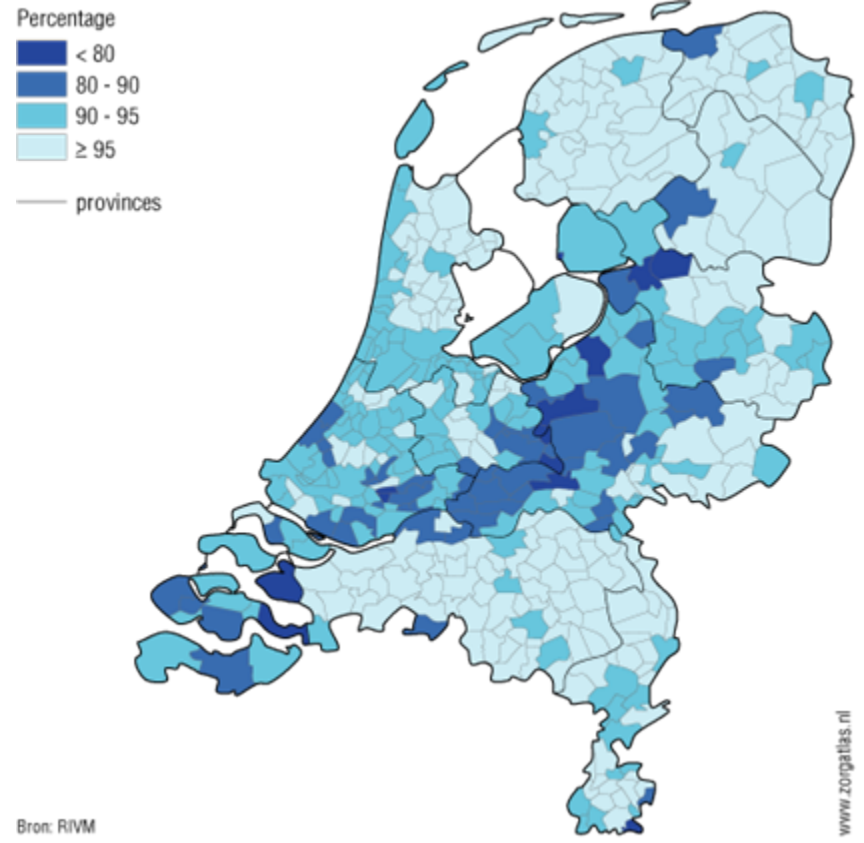 Percentage
< 80
80 - 90
90 - 95
≥ 95
provinces
www.zorgatlas.nl
Bron: RIVM